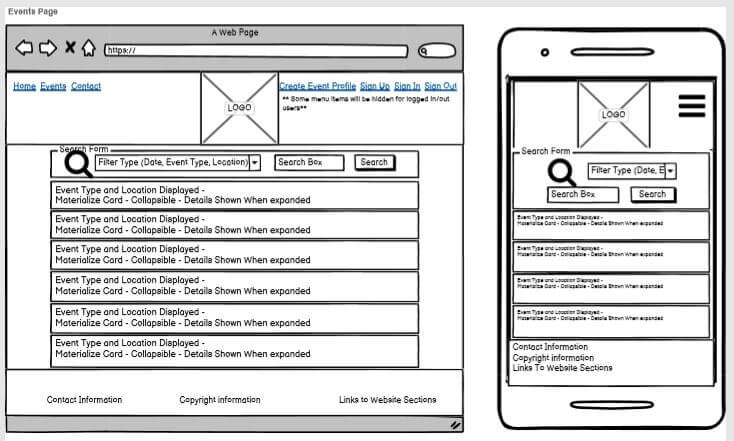 Events Page
A Web Page
https://
Home Events Contact
LOGO
Create Event Profile Sign Up Sign In Sign Out
** Some menu items will be hidden for logged in/out
users**
Search Form
Filter Type (Date, Event Type, Location)
Search Box
Search
Event Type and Location Displayed -
Materialize Card - Collapsible - Details Shown When expanded
Event Type and Location Displayed -
Materialize Card - Collapsible - Details Shown When expanded
Event Type and Location Displayed -
Materialize Card - Collapsible - Details Shown When expanded
Event Type and Location Displayed -
Materialize Card - Collapsible - Details Shown When expanded
Event Type and Location Displayed -
Materialize Card - Collapsible - Details Shown When expanded
Event Type and Location Displayed -
Materialize Card - Collapsible - Details Shown When expanded
Contact Information
Copyright information
Links to Website Sections
LOGO
Search Form
Filter Type (Date, E
Search Box
Search
Event Type and Location Displayed -
Materialize Card - Collapsible - Details Shown When expanded
Event Type and Location Displayed -
Materialize Card - Collapsible - Details Shown When expanded
Event Type and Location Displayed -
Materialize Card - Collapsible - Details Shown When expanded
Event Type and Location Displayed -
Materialize Card - Collapsible - Details Shown When expanded
Contact Information
Copyright information
Links To Website Sections